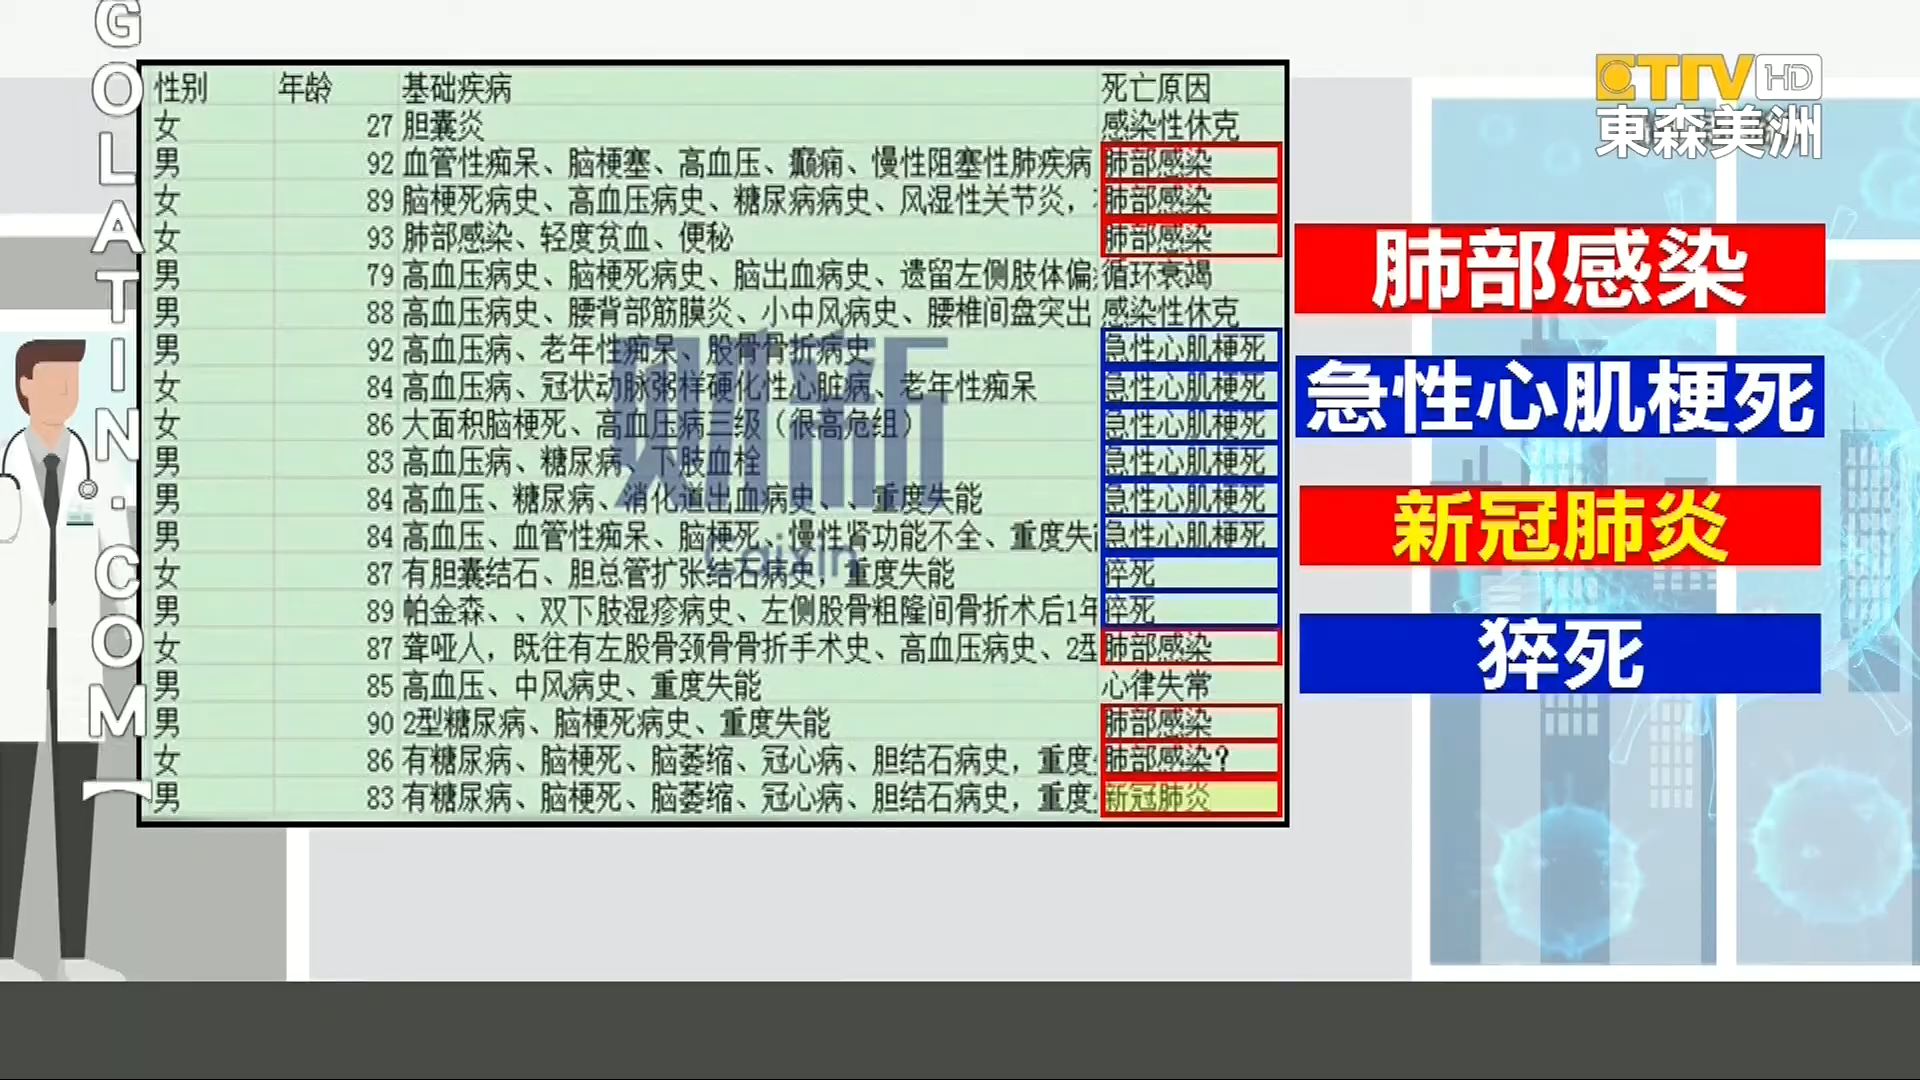 GOLATIN.COM
ETTV HD
東森美洲
性别 年龄 基础疾病 死亡原因
女 27 胆囊炎 感染性休克
男 92 血管性痴呆、脑梗塞、高血压、癫痫、慢性阻塞性肺疾病 肺部感染
女 89 脑梗死病史、高血压病史、糖尿病病史、风湿性关节炎， 肺部感染
女 93 肺部感染、轻度贫血、便秘 肺部感染
男 79 高血压病史、脑梗死病史、脑出血病史、遗留左侧肢体偏 循环衰竭
男 88 高血压病史、腰背部筋膜炎、小中风病史、腰椎间盘突出 感染性休克
男 92 高血压病、老年性痴呆、股骨骨折病史 急性心肌梗死
女 84 高血压病、冠状动脉粥样硬化性心脏病、老年性痴呆 急性心肌梗死
女 86 大面积脑梗死、高血压病三级（很高危组） 急性心肌梗死
男 83 高血压病、糖尿病、下肢血栓 急性心肌梗死
男 84 高血压、糖尿病、消化道出血病史、、重度失能 急性心肌梗死
男 84 高血压、血管性痴呆、脑梗死、慢性肾功能不全、重度失 急性心肌梗死
女 87 有胆囊结石、胆总管扩张结石病史，重度失能 猝死
男 89 帕金森、、双下肢湿疹病史、左侧股骨粗隆间骨折术后1年 猝死
女 87 聋哑人，既往有左股骨颈骨骨折手术史、高血压病史、2型 肺部感染
男 85 高血压、中风病史、重度失能 心律失常
男 90 2型糖尿病、脑梗死病史、重度失能 肺部感染
女 86 有糖尿病、脑梗死、脑萎缩、冠心病、胆结石病史，重度 肺部感染？
男 83 有糖尿病、脑梗死、脑萎缩、冠心病、胆结石病史，重度 新冠肺炎
财新
Caixin
肺部感染
急性心肌梗死
新冠肺炎
猝死